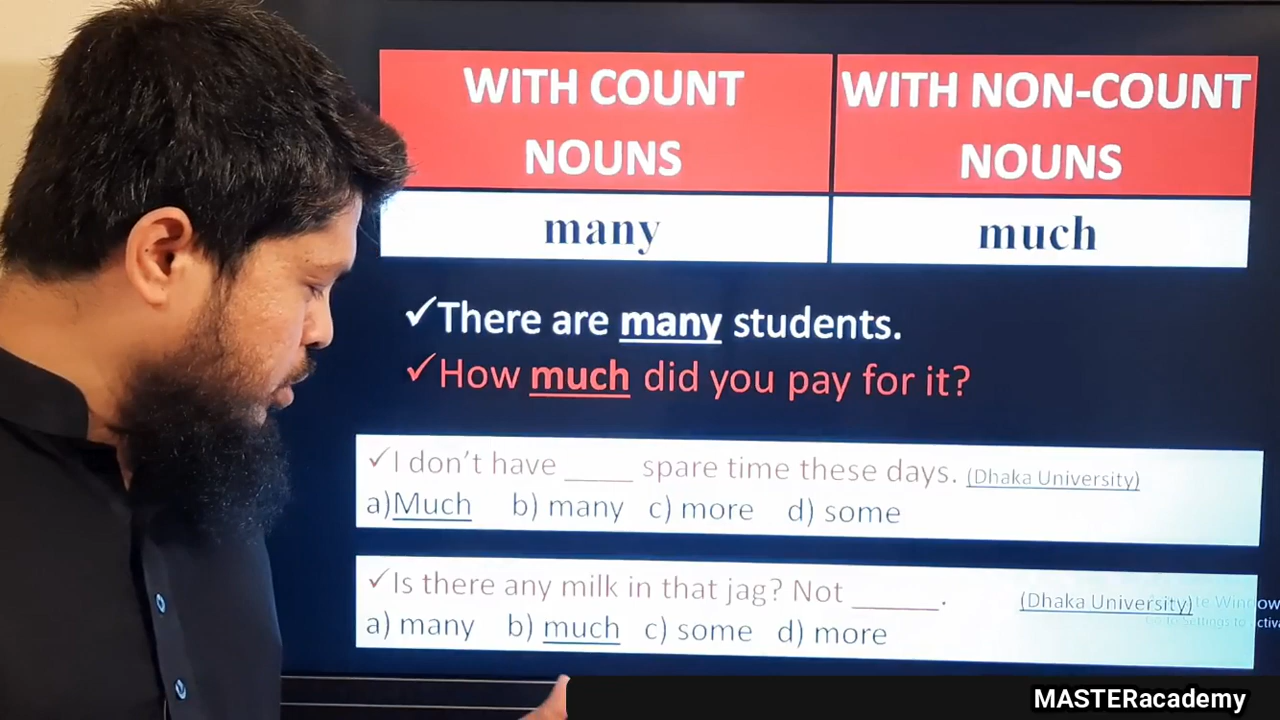 WITH COUNT NOUNS
WITH NON-COUNT NOUNS
many
much
✓There are many students.
✓How much did you pay for it?
✓I don't have _____ spare time these days. (Dhaka University)
a)Much b) many c) more d) some
✓Is there any milk in that jag? Not ______. (Dhaka University)
a) many b) much c) some d) more
MASTERacademy